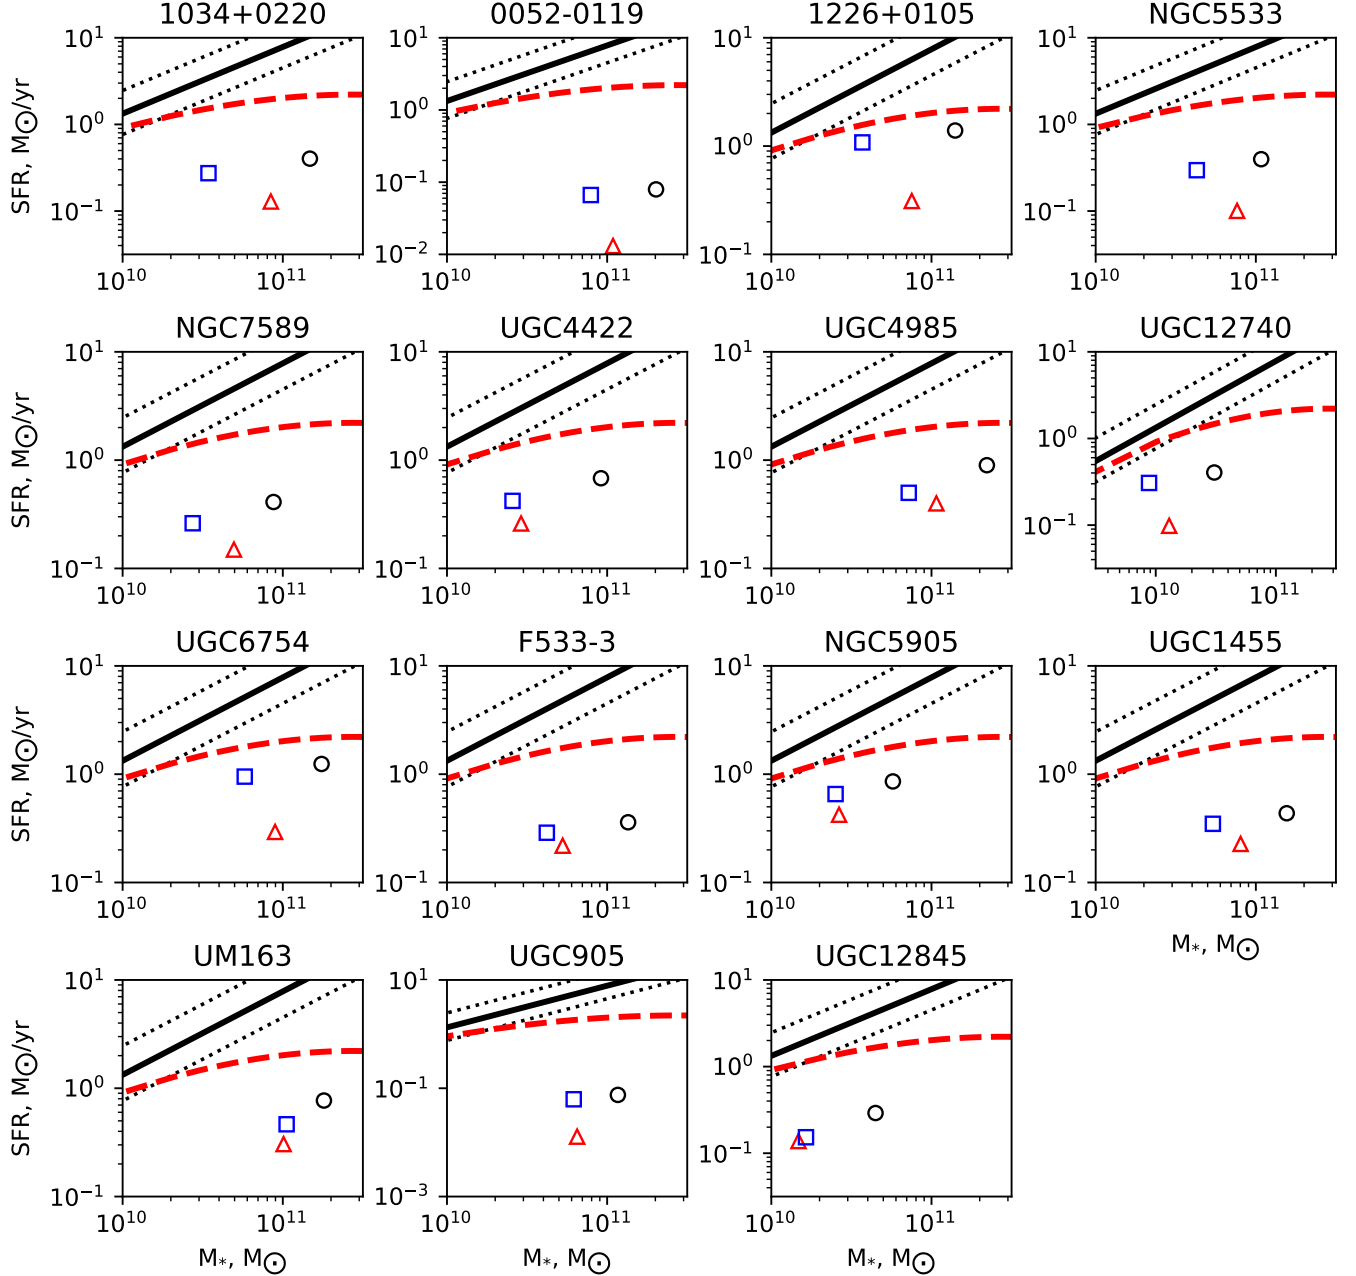 1034+0220 0052-0119 1226+0105 NGC5533
SFR, M⊙/yr
10¹ 10⁰ 10⁻¹
10¹ 10⁰ 10⁻¹ 10⁻²
10¹ 10⁰ 10⁻¹
10¹ 10⁰ 10⁻¹
10¹⁰ 10¹¹ 10¹⁰ 10¹¹ 10¹⁰ 10¹¹ 10¹⁰ 10¹¹
NGC7589 UGC4422 UGC4985 UGC12740
SFR, M⊙/yr
10¹ 10⁰ 10⁻¹
10¹ 10⁰ 10⁻¹
10¹ 10⁰ 10⁻¹
10¹ 10⁰ 10⁻¹
10¹⁰ 10¹¹ 10¹⁰ 10¹¹ 10¹⁰ 10¹¹ 10¹⁰ 10¹¹
UGC6754 F533-3 NGC5905 UGC1455
SFR, M⊙/yr
10¹ 10⁰ 10⁻¹
10¹ 10⁰ 10⁻¹
10¹ 10⁰ 10⁻¹
10¹ 10⁰ 10⁻¹
10¹⁰ 10¹¹ 10¹⁰ 10¹¹ 10¹⁰ 10¹¹ 10¹⁰ 10¹¹
M*, M⊙
UM163 UGC905 UGC12845
SFR, M⊙/yr
10¹ 10⁰ 10⁻¹
10¹ 10⁻¹ 10⁻³
10¹ 10⁰ 10⁻¹
10¹⁰ 10¹¹ 10¹⁰ 10¹¹ 10¹⁰ 10¹¹
M*, M⊙ M*, M⊙ M*, M⊙